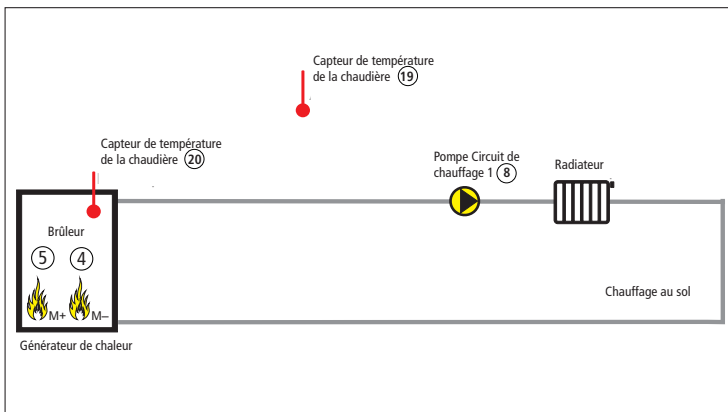 Capteur de température
de la chaudière 19
Capteur de température
de la chaudière 20
Pompe Circuit de
chauffage 1 8
Radiateur
Brûleur
5 4
M+ M–
Chauffage au sol
Générateur de chaleur